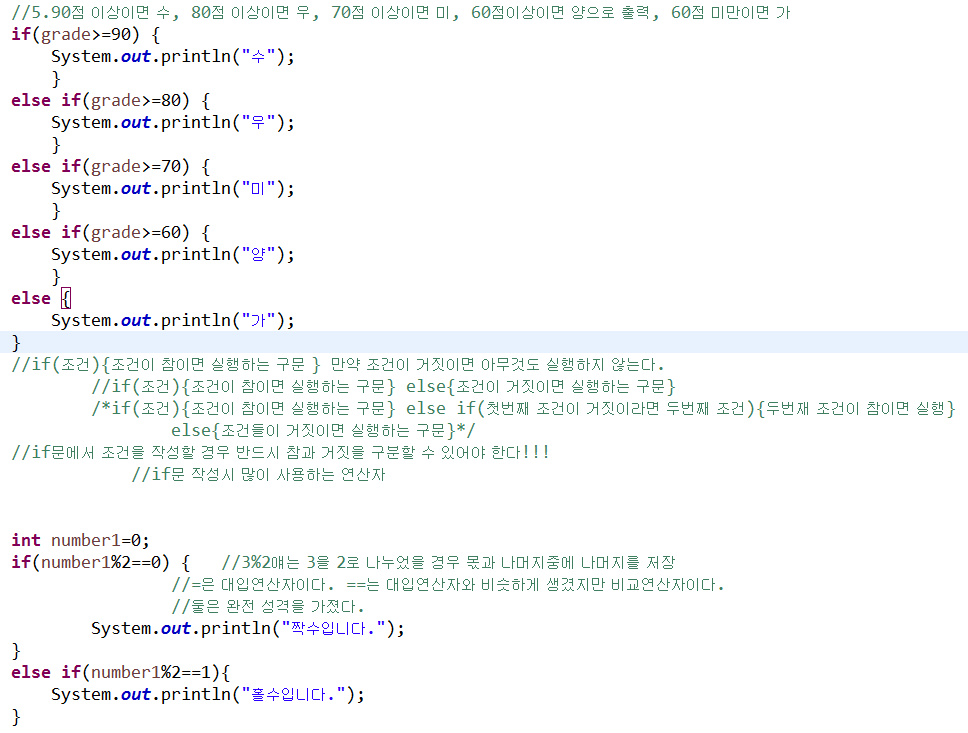 //5.90점 이상이면 수, 80점 이상이면 우, 70점 이상이면 미, 60점이상이면 양으로 출력, 60점 미만이면 가
if(grade>=90) {
System.out.println("수");
}
else if(grade>=80) {
System.out.println("우");
}
else if(grade>=70) {
System.out.println("미");
}
else if(grade>=60) {
System.out.println("양");
}
else {
System.out.println("가");
}
//if(조건){조건이 참이면 실행하는 구문 } 만약 조건이 거짓이면 아무것도 실행하지 않는다.
//if(조건){조건이 참이면 실행하는 구문} else{조건이 거짓이면 실행하는 구문}
/*if(조건){조건이 참이면 실행하는 구문} else if(첫번째 조건이 거짓이라면 두번째 조건){두번재 조건이 참이면 실행}
else{조건들이 거짓이면 실행하는 구문}*/
//if문에서 조건을 작성할 경우 반드시 참과 거짓을 구분할 수 있어야 한다!!!
//if문 작성시 많이 사용하는 연산자
int number1=0;
if(number1%2==0) { //3%2얘는 3을 2로 나누었을 경우 몫과 나머지중에 나머지를 저장
//=은 대입연산자이다. ==는 대입연산자와 비슷하게 생겼지만 비교연산자이다.
//둘은 완전 성격을 가졌다.
System.out.println("짝수입니다.");
}
else if(number1%2==1){
System.out.println("홀수입니다.");
}